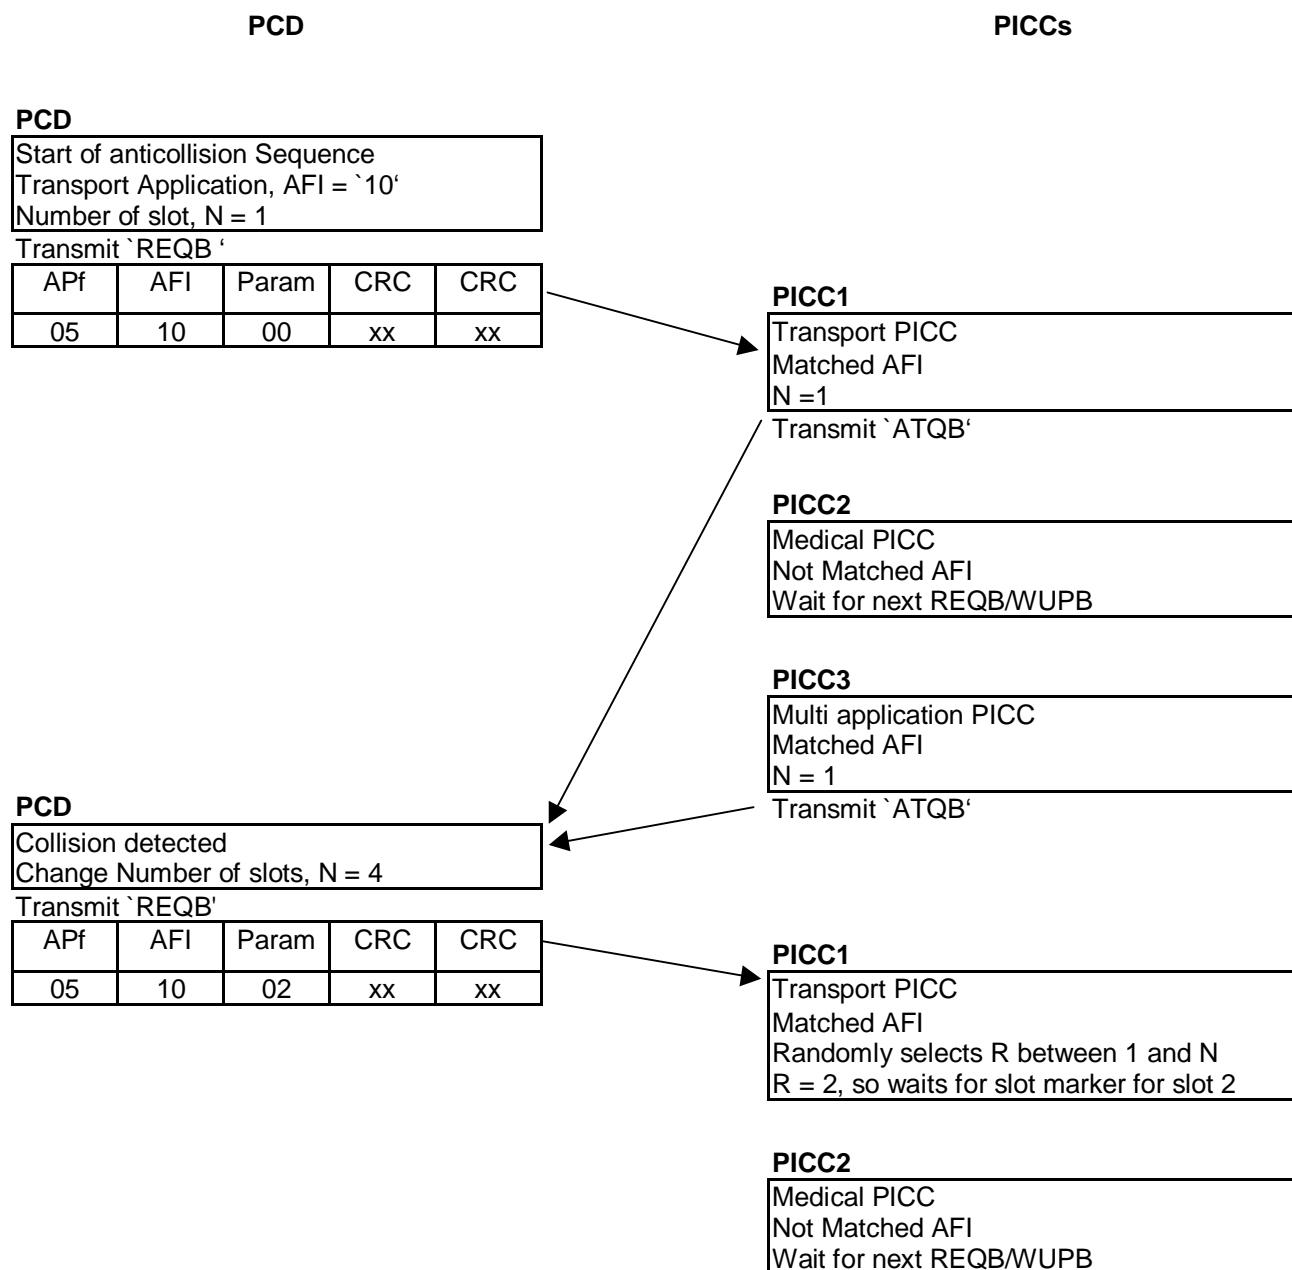 PCD PICCs
PCD
Start of anticollision Sequence
Transport Application, AFI = `10‘
Number of slot, N = 1
Transmit `REQB ‘
APf AFI Param CRC CRC
05 10 00 xx xx
PICC1
Transport PICC
Matched AFI
N =1
Transmit `ATQB‘
PICC2
Medical PICC
Not Matched AFI
Wait for next REQB/WUPB
PICC3
Multi application PICC
Matched AFI
N = 1
Transmit `ATQB‘
PCD
Collision detected
Change Number of slots, N = 4
Transmit `REQB'
APf AFI Param CRC CRC
05 10 02 xx xx
PICC1
Transport PICC
Matched AFI
Randomly selects R between 1 and N
R = 2, so waits for slot marker for slot 2
PICC2
Medical PICC
Not Matched AFI
Wait for next REQB/WUPB